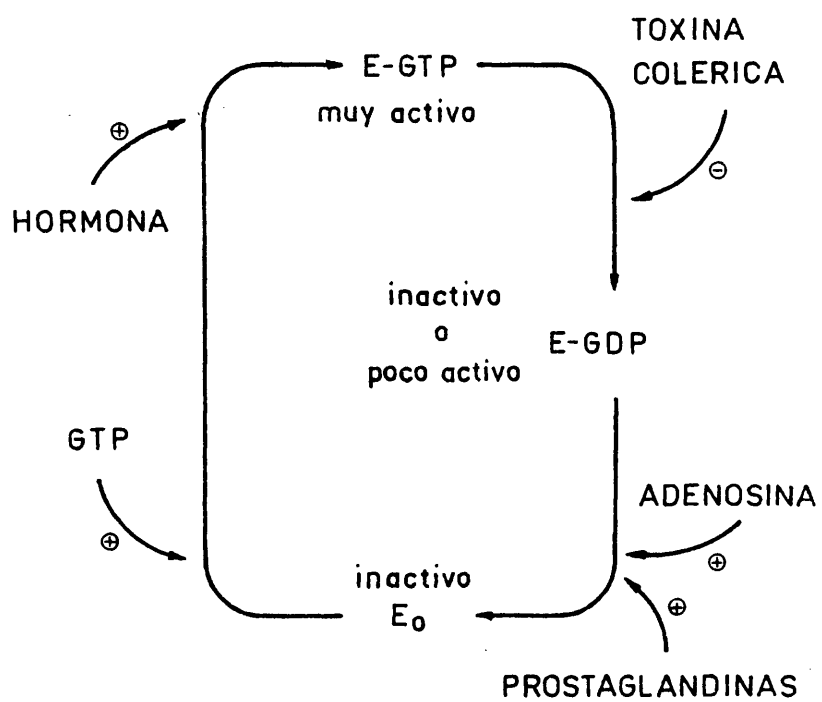 TOXINA
COLERICA
E-GTP
muy activo
⊕
⊖
HORMONA
inactivo
o
poco activo
E-GDP
GTP
⊕
ADENOSINA
⊕
inactivo
E₀
⊕
PROSTAGLANDINAS